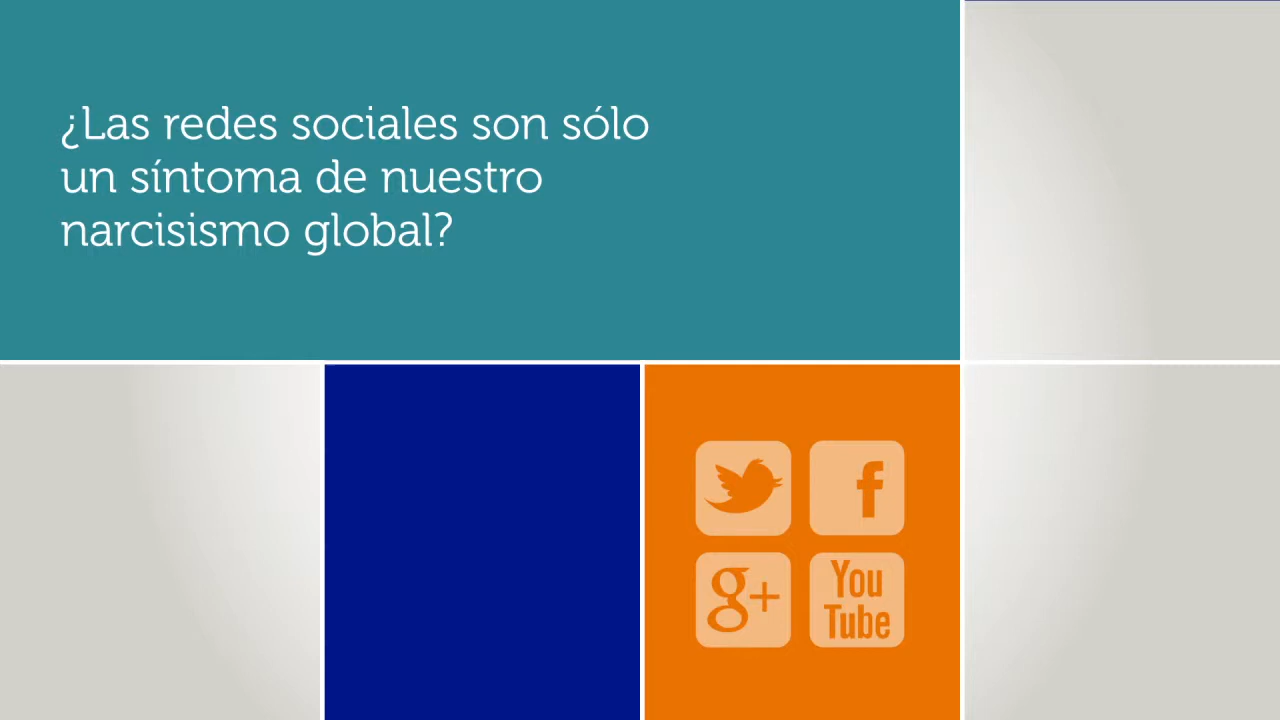 ¿Las redes sociales son sólo
un síntoma de nuestro
narcisismo global?
f
g+
You
Tube